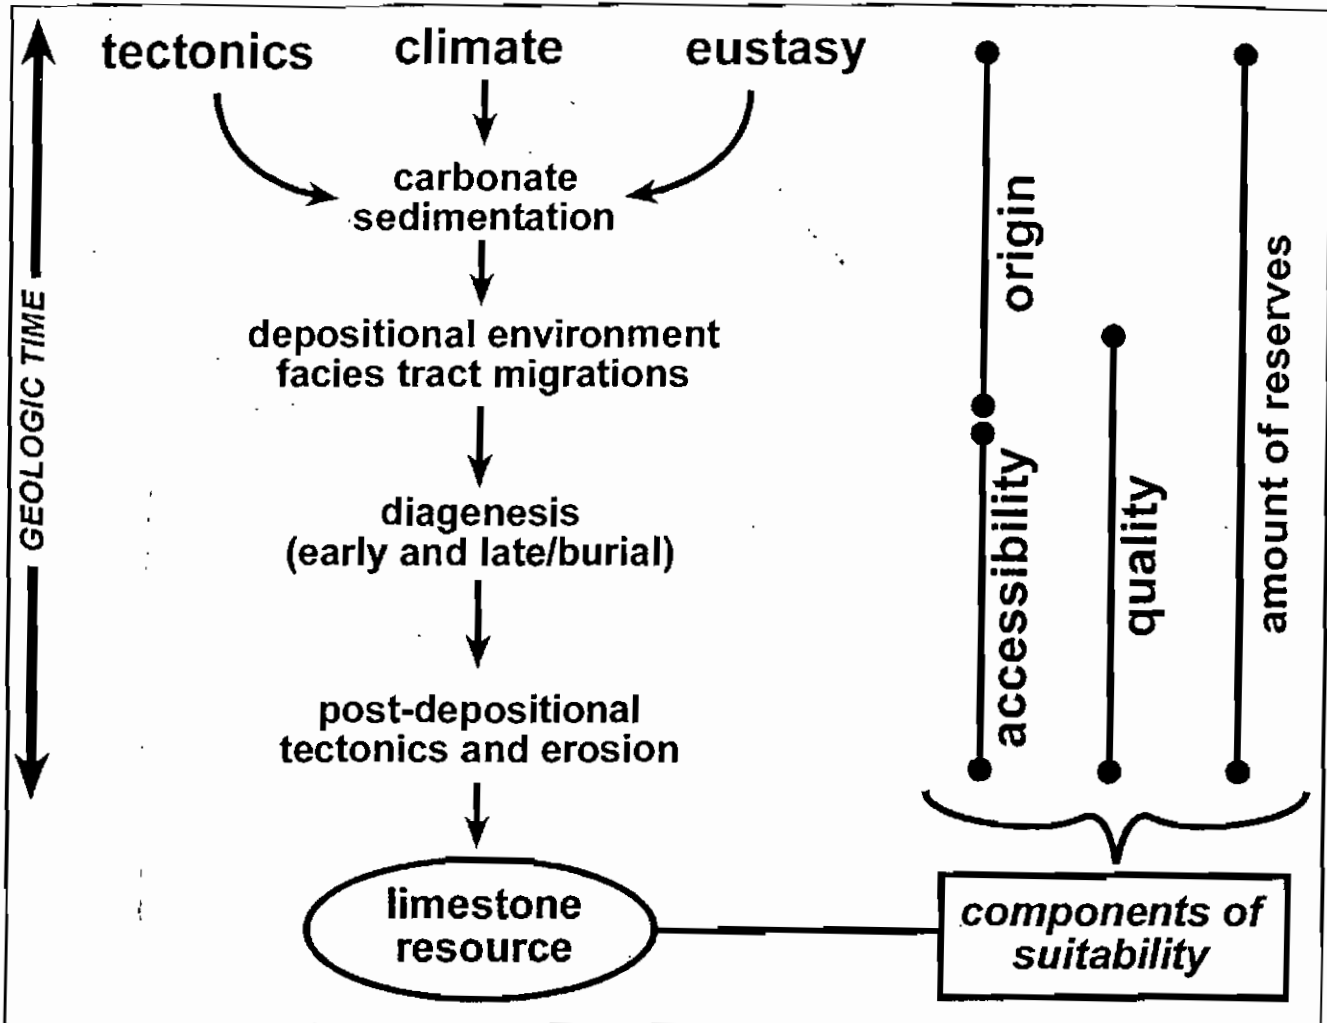 tectonics
climate
eustasy
carbonate
sedimentation
depositional environment
facies tract migrations
diagenesis
(early and late/burial)
post-depositional
tectonics and erosion
limestone
resource
GEOLOGIC TIME
origin
accessibility
quality
amount of reserves
components of
suitability